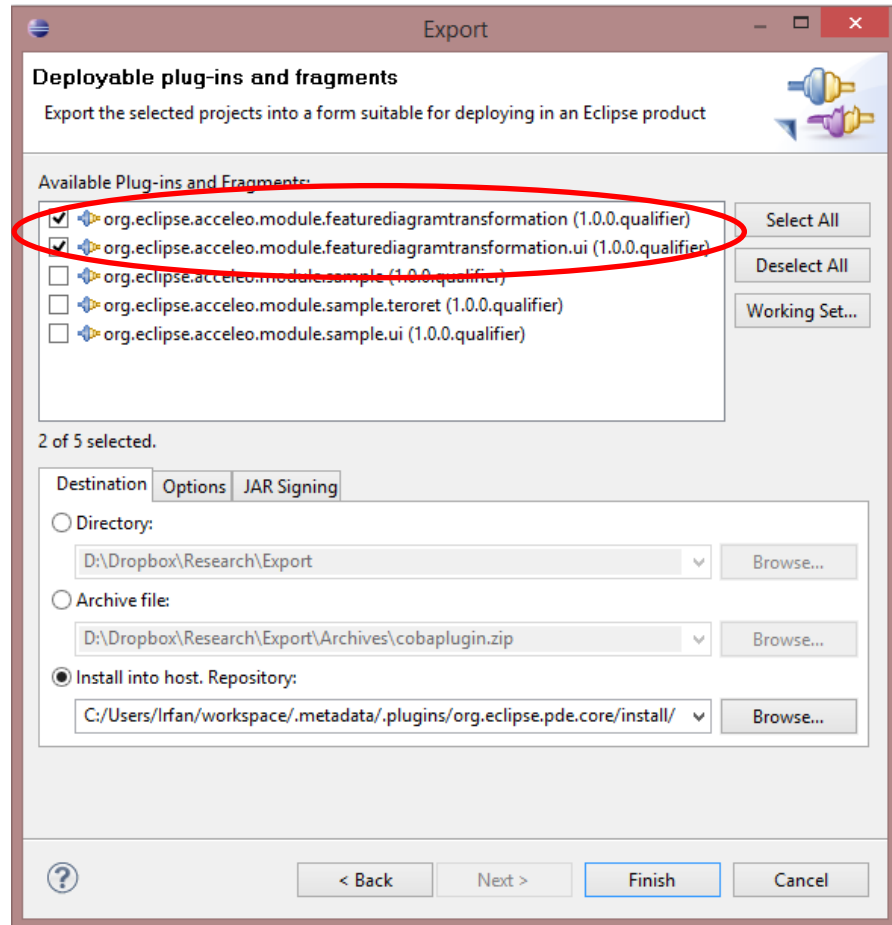 Export
Deployable plug-ins and fragments
Export the selected projects into a form suitable for deploying in an Eclipse product
Available Plug-ins and Fragments:
org.eclipse.acceleo.module.featurediagramtransformation (1.0.0.qualifier)
org.eclipse.acceleo.module.featurediagramtransformation.ui (1.0.0.qualifier)
org.eclipse.acceleo.module.sample (1.0.0.qualifier)
org.eclipse.acceleo.module.sample.teroret (1.0.0.qualifier)
org.eclipse.acceleo.module.sample.ui (1.0.0.qualifier)
Select All
Deselect All
Working Set...
2 of 5 selected.
Destination Options JAR Signing
Directory:
D:\Dropbox\Research\Export Browse...
Archive file:
D:\Dropbox\Research\Export\Archives\cobaplugin.zip Browse...
Install into host. Repository:
C:/Users/Irfan/workspace/.metadata/.plugins/org.eclipse.pde.core/install/ Browse...
? < Back Next > Finish Cancel